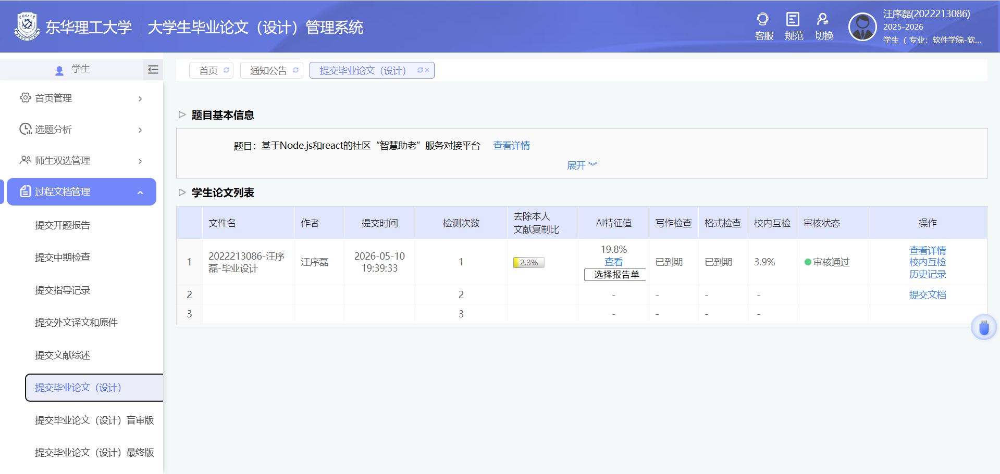 东华理工大学
大学生毕业论文（设计）管理系统
客服
规范
切换
汪序磊(2022213086)
2025-2026
学生（ 专业：软件学院-软...
学生
首页管理
选题分析
师生双选管理
过程文档管理
提交开题报告
提交中期检查
提交指导记录
提交外文译文和原件
提交文献综述
提交毕业论文（设计）
提交毕业论文（设计）盲审版
提交毕业论文（设计）最终版
首页
通知公告
提交毕业论文（设计）
题目基本信息
题目：基于Node.js和react的社区“智慧助老”服务对接平台 查看详情
展开
学生论文列表
文件名 作者 提交时间 检测次数 去除本人
文献复制比 AI特征值 写作检查 格式检查 校内互检 审核状态 操作
1
2022213086-汪序
磊-毕业设计
汪序磊
2026-05-10
19:39:33
1
2.3%
19.8%
查看
选择报告单
已到期
已到期
3.9%
审核通过
查看详情
校内互检
历史记录
2 2 - - - - 提交文档
3 3 - - - -